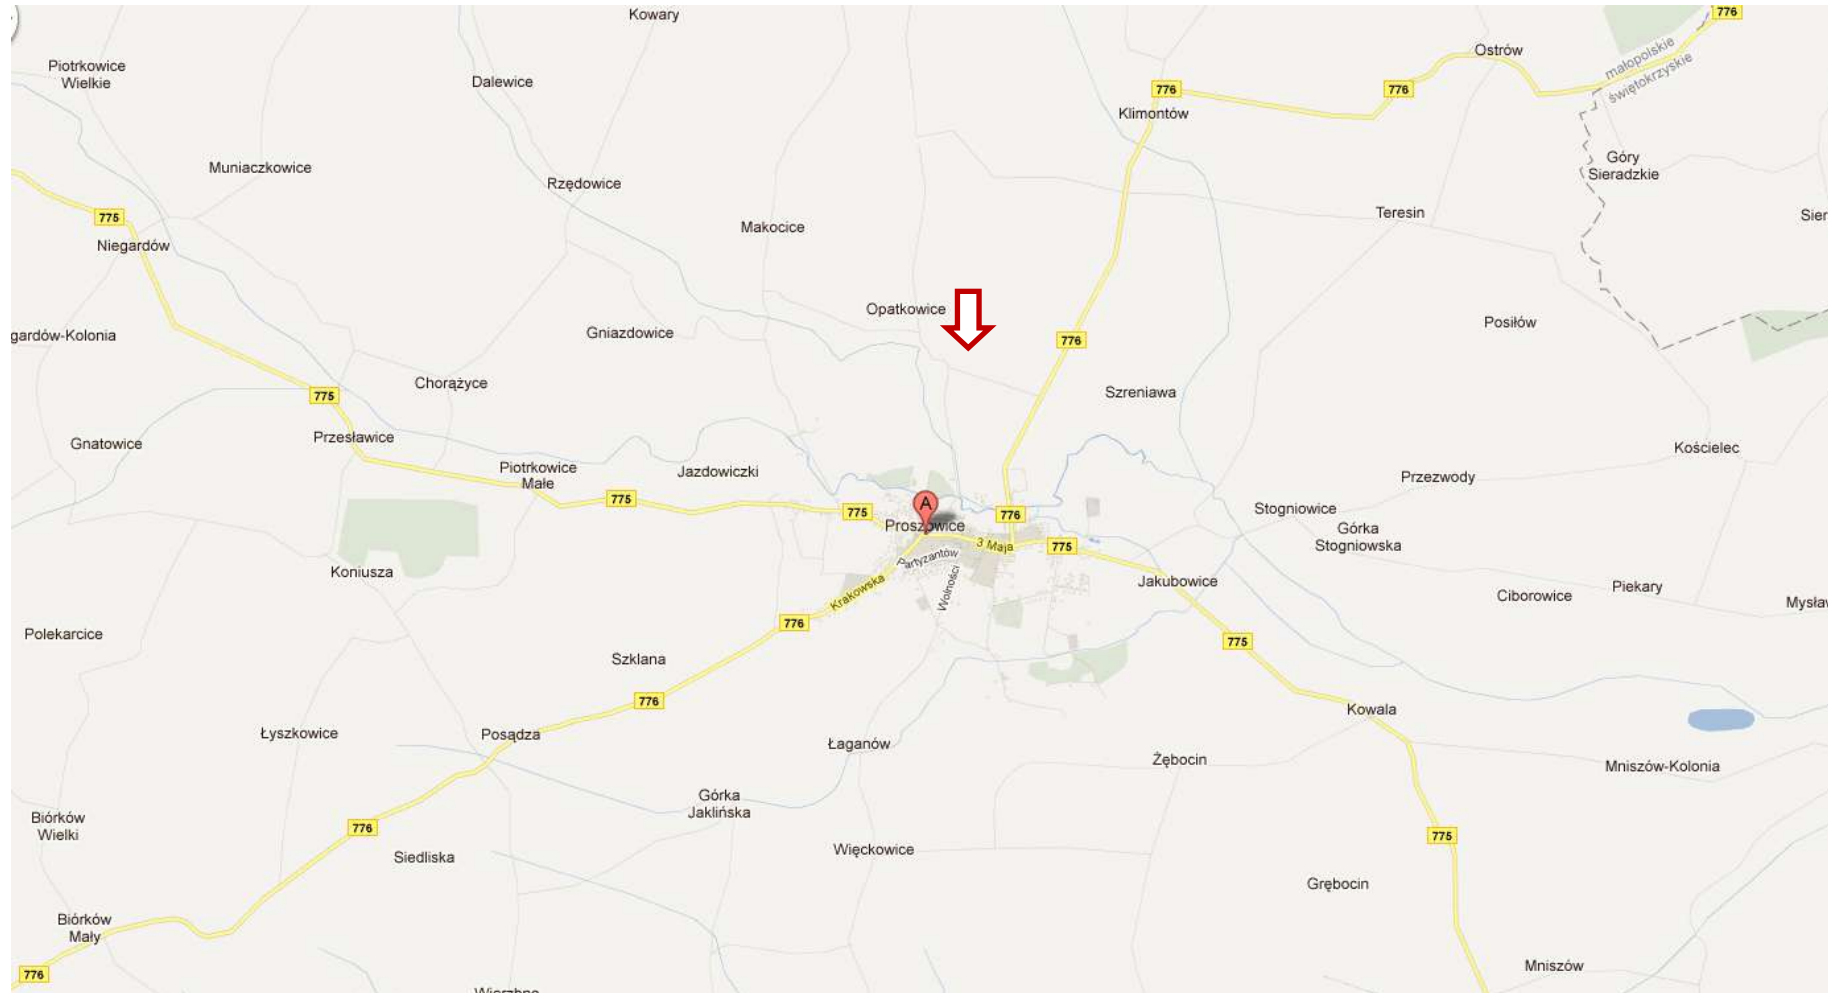 Kowary
776
Ostrów
Piotrkowice
Wielkie
małopolskie
świętokrzyskie
Dalewice
776
776
Klimontów
Góry
Sieradzkie
Muniaczkowice
Rzędowice
775
Teresin
Sier
Makocice
Niegardów
Opatkowice
Posiłów
gardów-Kolonia
Gniazdowice
776
Chorążyce
Szreniawa
775
Gnatowice
Przesławice
Kościelec
Piotrkowice
Małe
Jazdowiczki
Przezwody
775
A
775
776
Stogniowice
Proszowice
Górka
Stogniowska
3 Maja
775
Partyzantów
Koniusza
Krakowska
Wolności
Jakubowice
Piekary
Ciborowice
Mysła
776
Polekarcice
775
Szklana
776
Kowala
Łyszkowice
Posądza
Łaganów
Żębocin
Mniszów-Kolonia
Górka
Jaklińska
Biórków
Wielki
776
775
Więckowice
Siedliska
Grębocin
Biórków
Mały
776
Mniszów